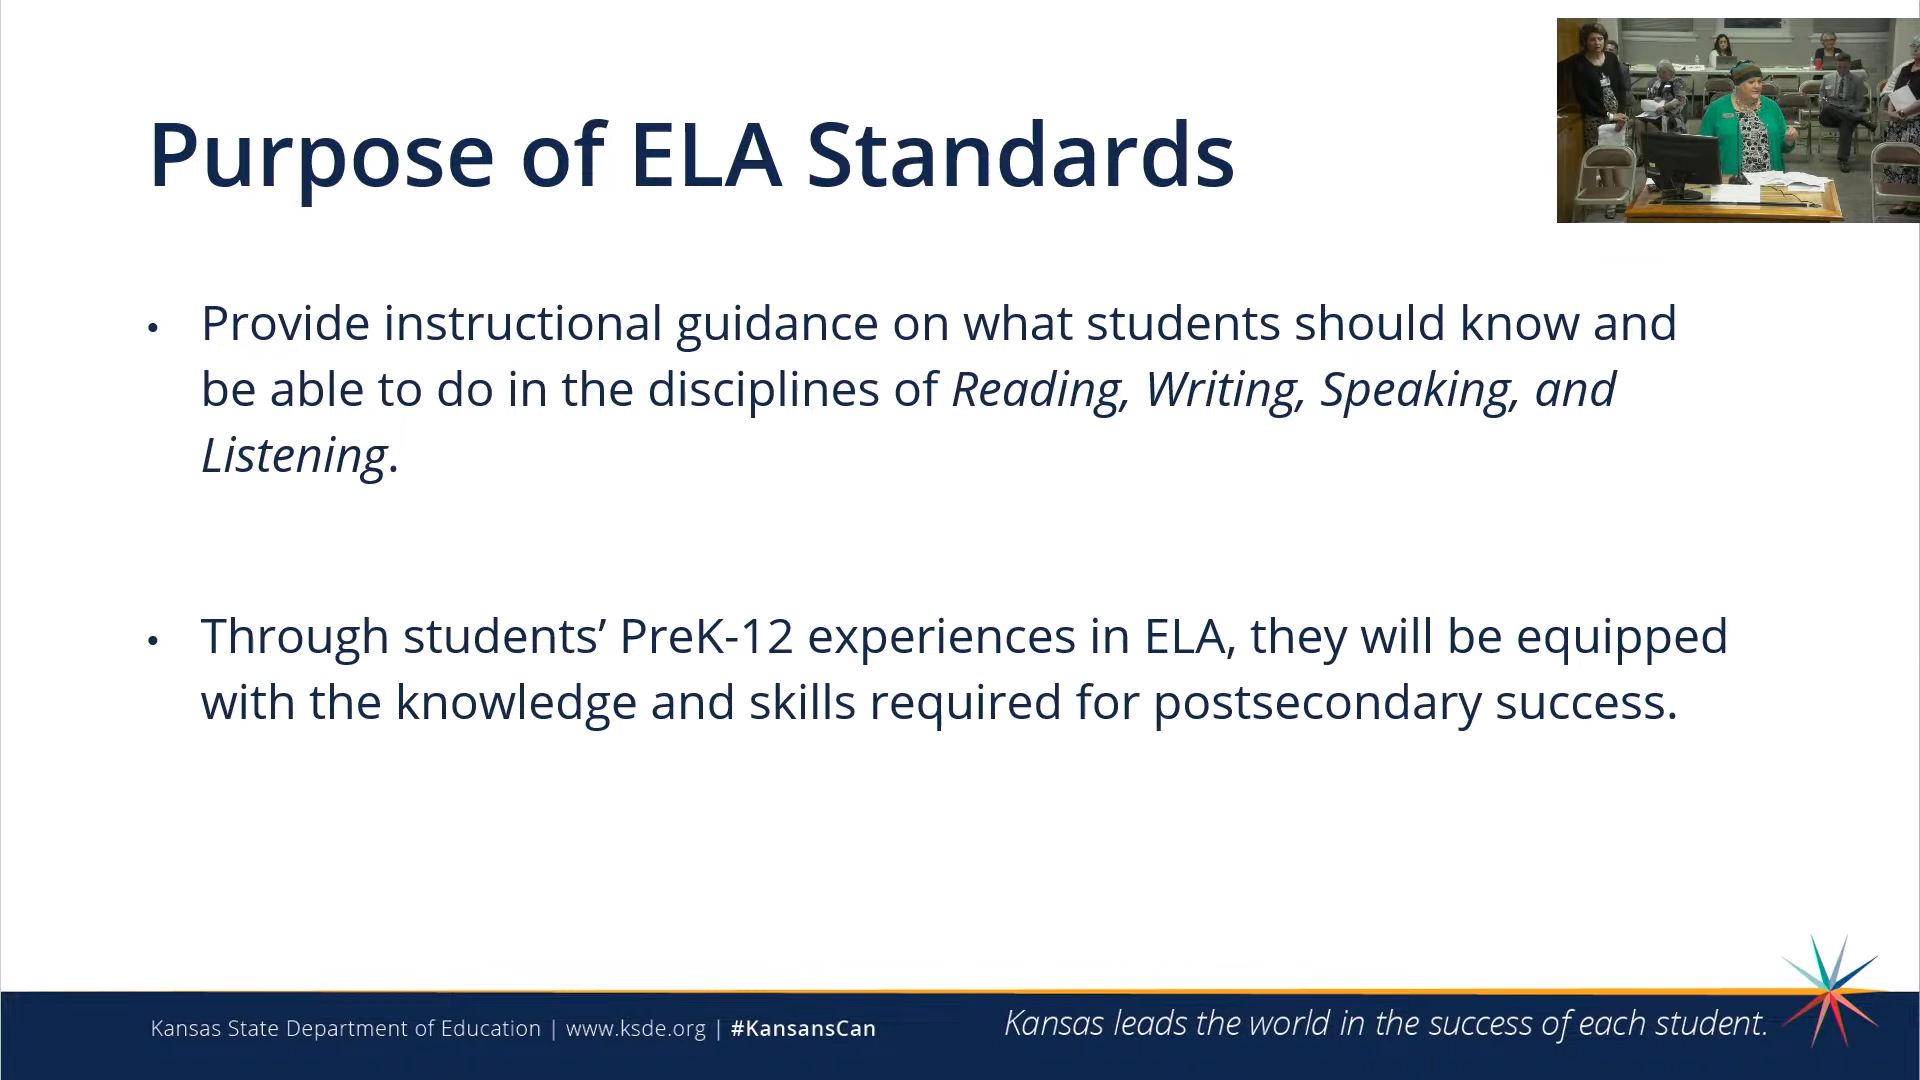 Purpose of ELA Standards
• Provide instructional guidance on what students should know and
be able to do in the disciplines of Reading, Writing, Speaking, and
Listening.
• Through students’ PreK-12 experiences in ELA, they will be equipped
with the knowledge and skills required for postsecondary success.
Kansas State Department of Education | www.ksde.org | #KansansCan
Kansas leads the world in the success of each student.